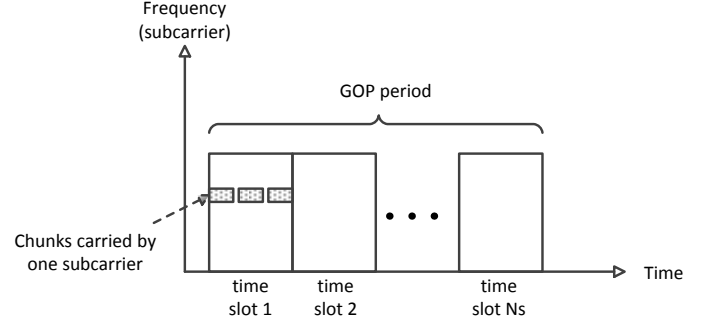 Frequency
(subcarrier)
GOP period
Chunks carried by
one subcarrier
Time
time
slot 1
time
slot 2
time
slot Ns